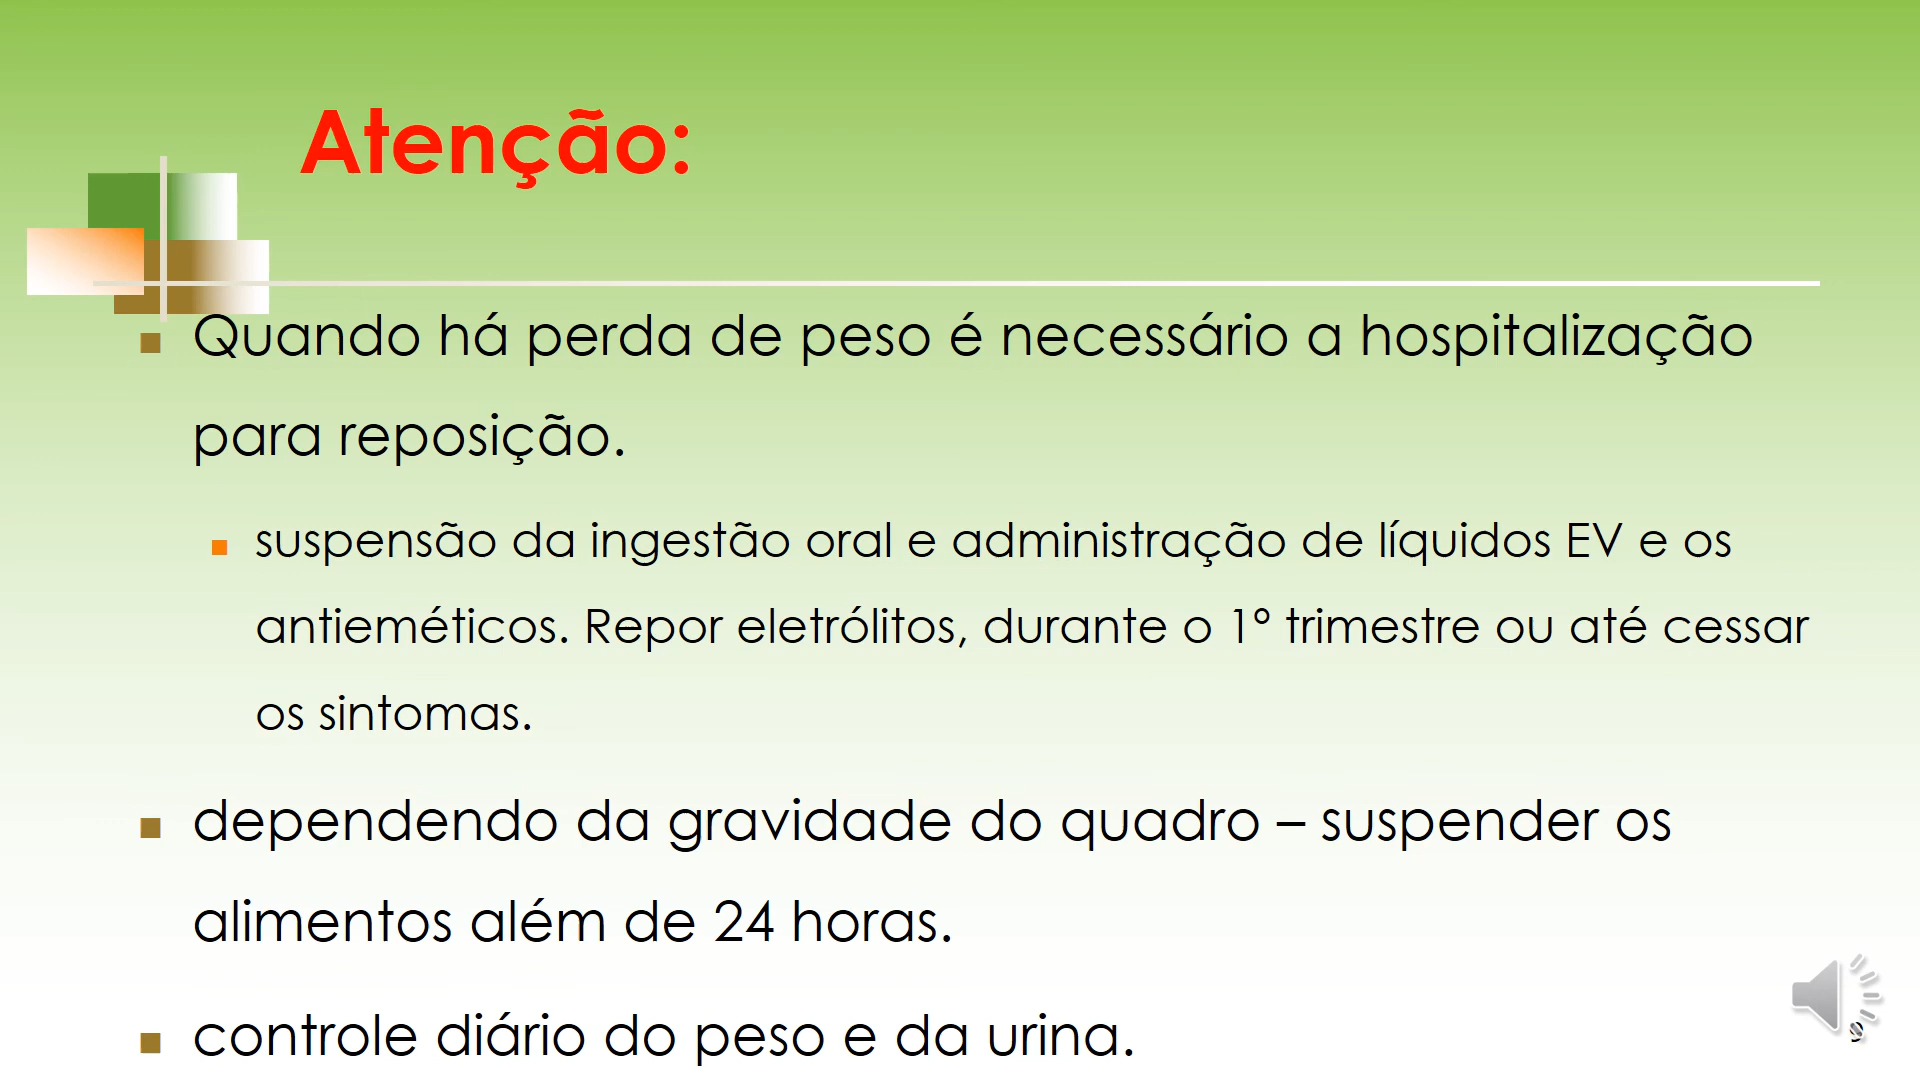 Atenção:
Quando há perda de peso é necessário a hospitalização
para reposição.
suspensão da ingestão oral e administração de líquidos EV e os
antieméticos. Repor eletrólitos, durante o 1° trimestre ou até cessar
os sintomas.
dependendo da gravidade do quadro – suspender os
alimentos além de 24 horas.
controle diário do peso e da urina.
9